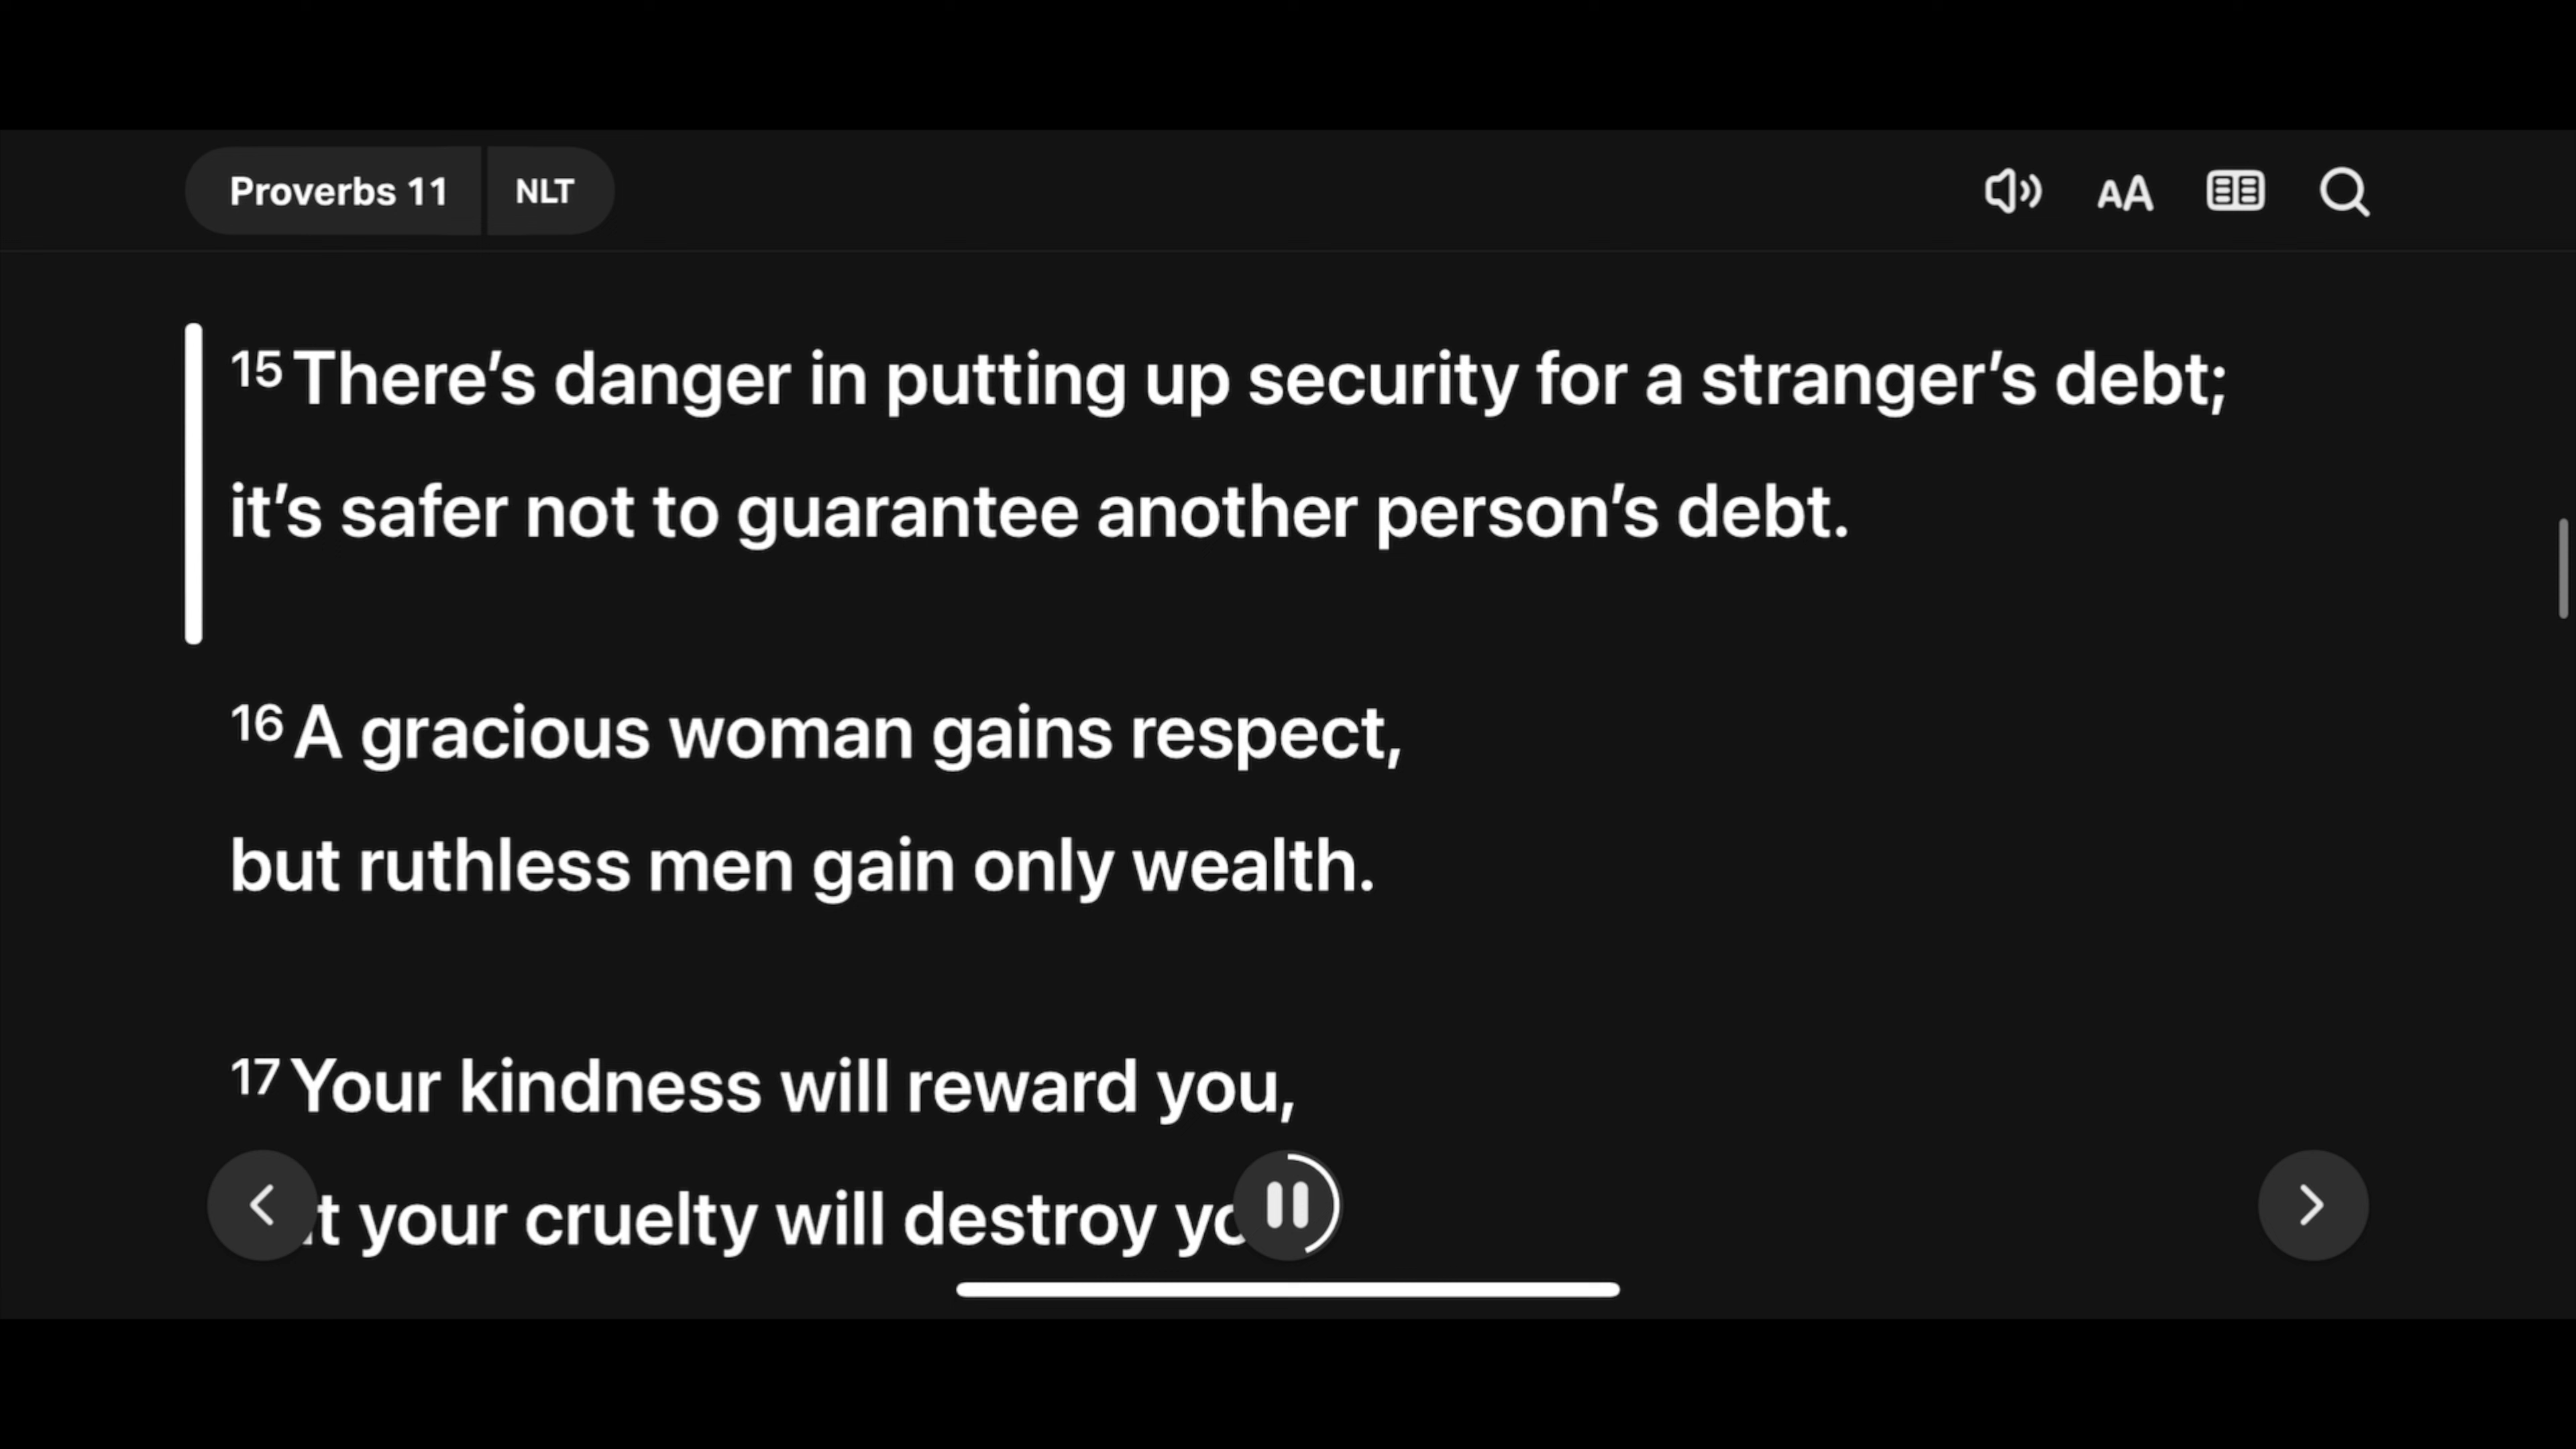 Proverbs 11 NLT AA
15 There's danger in putting up security for a stranger's debt;
it's safer not to guarantee another person's debt.
16 A gracious woman gains respect,
but ruthless men gain only wealth.
17 Your kindness will reward you,
your cruelty will destroy